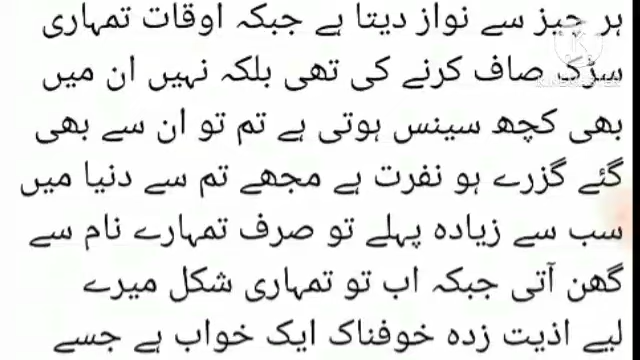 ہر چیز سے نواز دیتا ہے جبکہ اوقات تمہاری
سڑک صاف کرنے کی تھی بلکہ نہیں ان میں
بھی کچھ سینس ہوتی ہے تم تو ان سے بھی
گئے گزرے ہو نفرت ہے مجھے تم سے دنیا میں
سب سے زیادہ پہلے تو صرف تمہارے نام سے
گھن آتی جبکہ اب تو تمہاری شکل میرے
لیے اذیت زدہ خوفناک ایک خواب ہے جسے